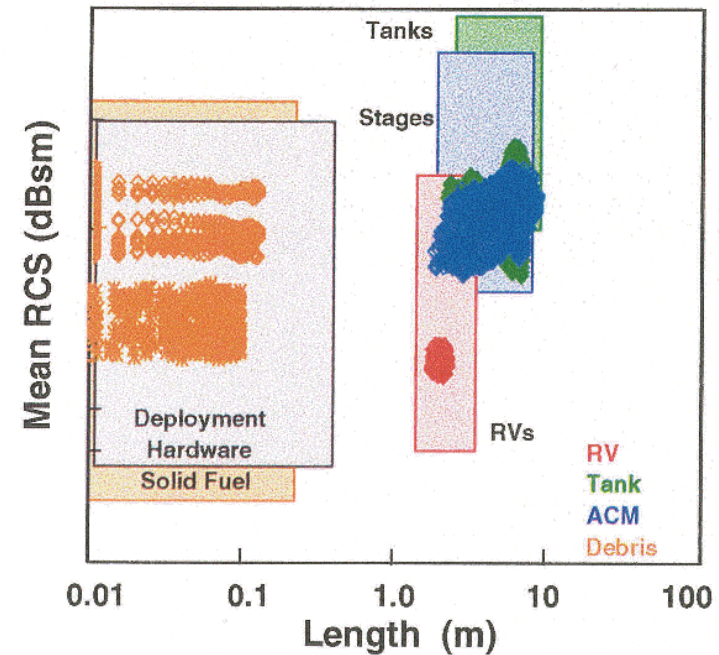 Tanks
Stages
Mean RCS (dBsm)
Deployment
Hardware
Solid Fuel
RVs
RV
Tank
ACM
Debris
0.01 0.1 1.0 10 100
Length (m)